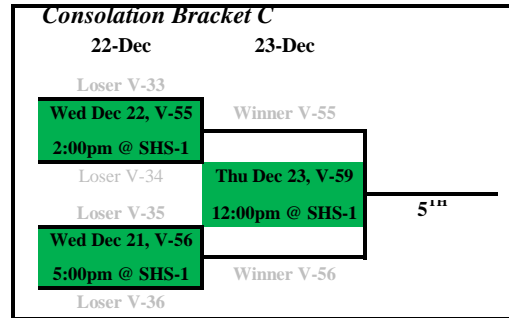 Consolation Bracket C
22-Dec 23-Dec
Loser V-33
Wed Dec 22, V-55 Winner V-55
2:00pm @ SHS-1
Loser V-34 Thu Dec 23, V-59
Loser V-35 12:00pm @ SHS-1 5TH
Wed Dec 21, V-56
5:00pm @ SHS-1 Winner V-56
Loser V-36